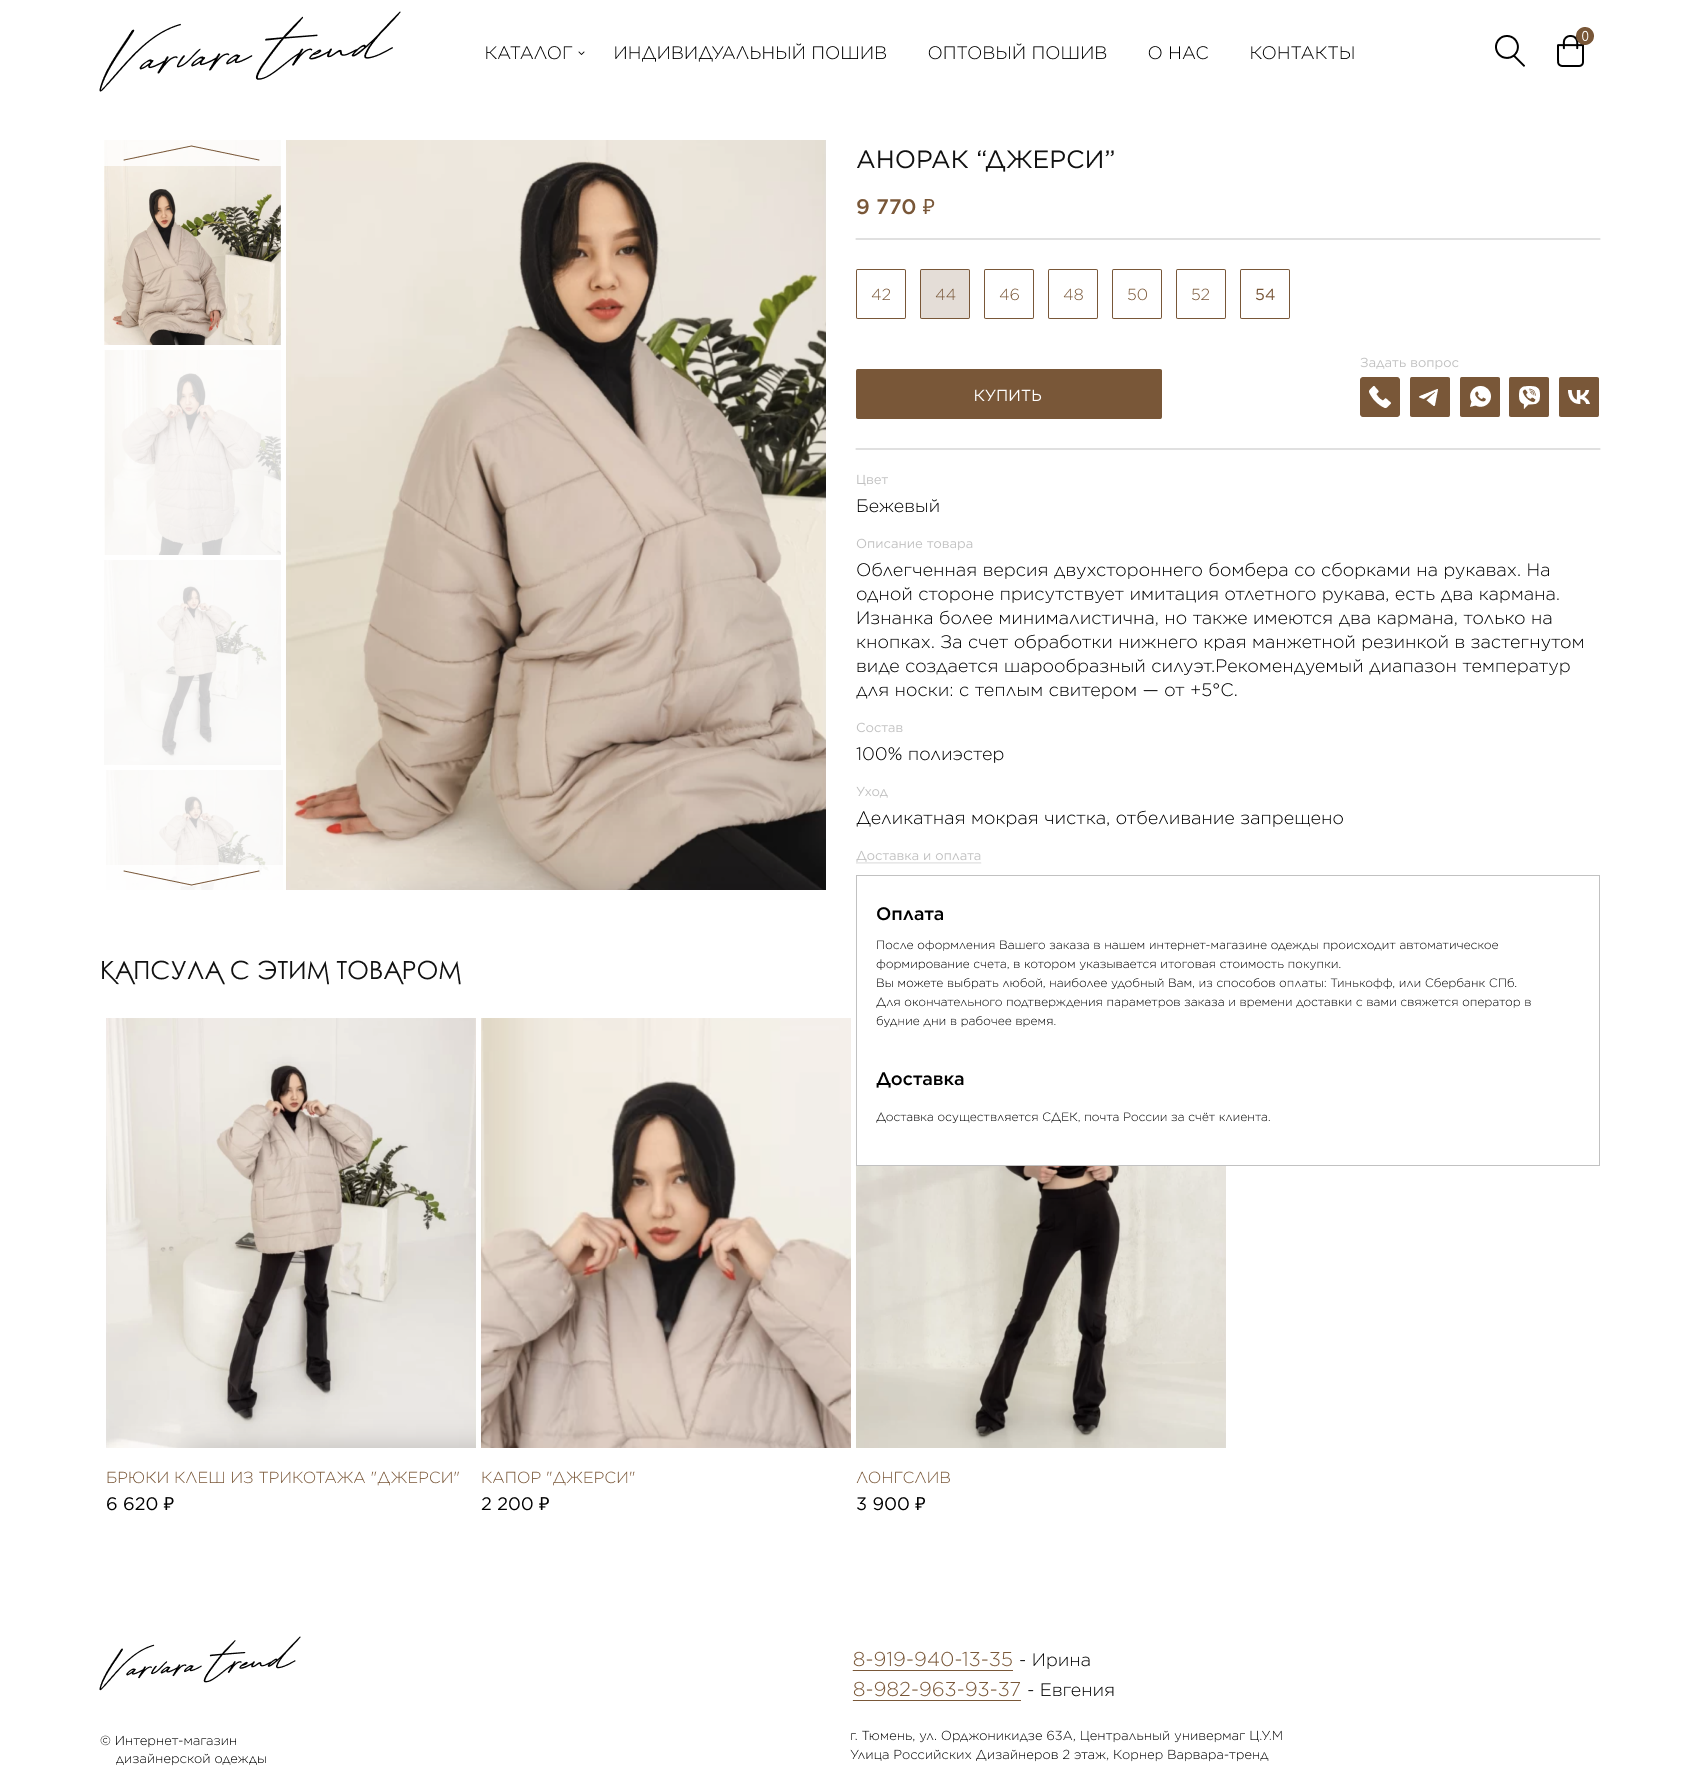 Varvara trend
КАТАЛОГ
ИНДИВИДУАЛЬНЫЙ ПОШИВ
ОПТОВЫЙ ПОШИВ
О НАС
КОНТАКТЫ
0
АНОРАК “ДЖЕРСИ”
9 770 ₽
42
44
46
48
50
52
54
Задать вопрос
КУПИТЬ
Цвет
Бежевый
Описание товара
Облегченная версия двухстороннего бомбера со сборками на рукавах. На
одной стороне присутствует имитация отлетного рукава, есть два кармана.
Изнанка более минималистична, но также имеются два кармана, только на
кнопках. За счет обработки нижнего края манжетной резинкой в застегнутом
виде создается шарообразный силуэт.Рекомендуемый диапазон температур
для носки: с теплым свитером — от +5°C.
Состав
100% полиэстер
Уход
Деликатная мокрая чистка, отбеливание запрещено
Доставка и оплата
Оплата
После оформления Вашего заказа в нашем интернет-магазине одежды происходит автоматическое
формирование счета, в котором указывается итоговая стоимость покупки.
Вы можете выбрать любой, наиболее удобный Вам, из способов оплаты: Тинькофф, или Сбербанк СПб.
Для окончательного подтверждения параметров заказа и времени доставки с вами свяжется оператор в
будние дни в рабочее время.
Доставка
Доставка осуществляется СДЕК, почта России за счёт клиента.
КАПСУЛА С ЭТИМ ТОВАРОМ
БРЮКИ КЛЕШ ИЗ ТРИКОТАЖА "ДЖЕРСИ"
6 620 ₽
КАПОР "ДЖЕРСИ"
2 200 ₽
ЛОНГСЛИВ
3 900 ₽
Varvara trend
© Интернет-магазин
дизайнерской одежды
8-919-940-13-35 - Ирина
8-982-963-93-37 - Евгения
г. Тюмень, ул. Орджоникидзе 63А, Центральный универмаг Ц.У.М
Улица Российских Дизайнеров 2 этаж, Корнер Варвара-тренд